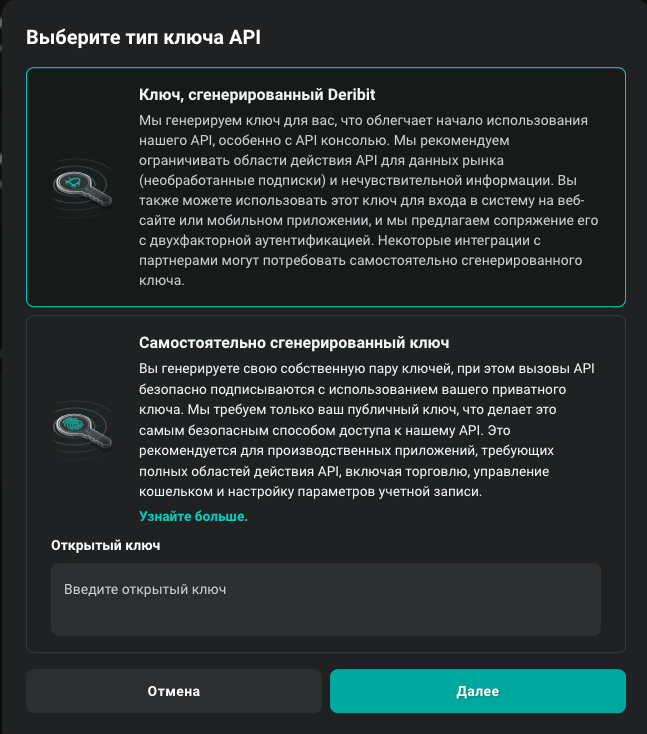 Выберите тип ключа API
Ключ, сгенерированный Deribit
Мы генерируем ключ для вас, что облегчает начало использования
нашего API, особенно с API консолью. Мы рекомендуем
ограничивать области действия API для данных рынка
(необработанные подписки) и нечувствительной информации. Вы
также можете использовать этот ключ для входа в систему на веб-
сайте или мобильном приложении, и мы предлагаем сопряжение его
с двухфакторной аутентификацией. Некоторые интеграции с
партнерами могут потребовать самостоятельно сгенерированного
ключа.
Самостоятельно сгенерированный ключ
Вы генерируете свою собственную пару ключей, при этом вызовы API
безопасно подписываются с использованием вашего приватного
ключа. Мы требуем только ваш публичный ключ, что делает это
самым безопасным способом доступа к нашему API. Это
рекомендуется для производственных приложений, требующих
полных областей действия API, включая торговлю, управление
кошельком и настройку параметров учетной записи.
Узнайте больше.
Открытый ключ
Введите открытый ключ
Отмена
Далее